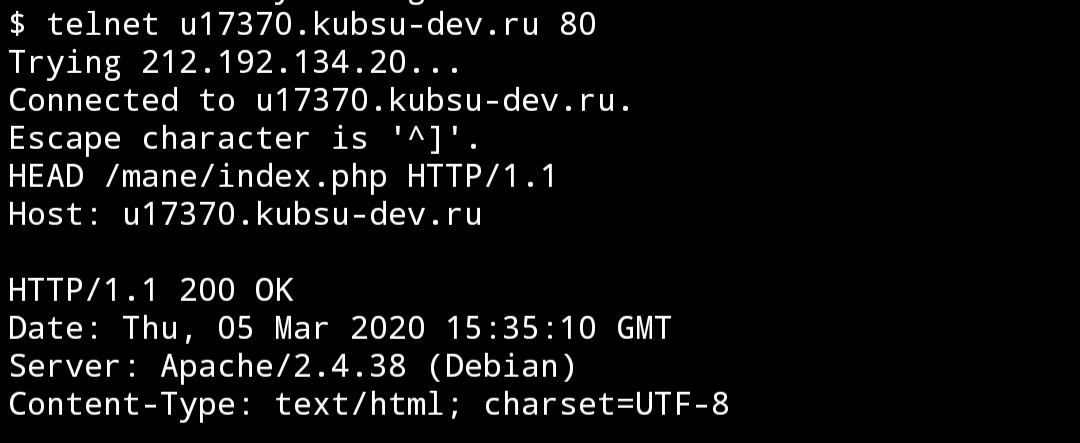 $ telnet u17370.kubsu-dev.ru 80
Trying 212.192.134.20...
Connected to u17370.kubsu-dev.ru.
Escape character is '^]'.
HEAD /mane/index.php HTTP/1.1
Host: u17370.kubsu-dev.ru

HTTP/1.1 200 OK
Date: Thu, 05 Mar 2020 15:35:10 GMT
Server: Apache/2.4.38 (Debian)
Content-Type: text/html; charset=UTF-8